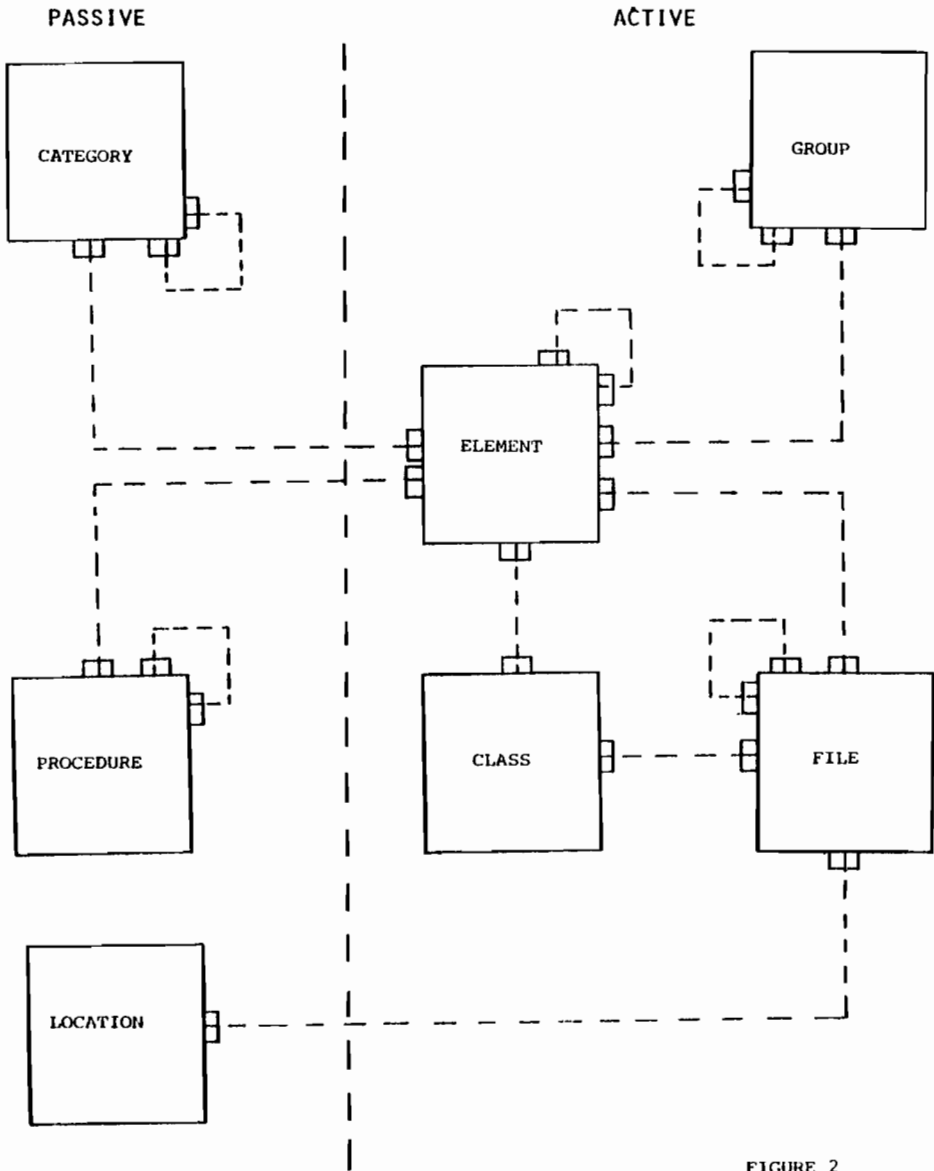 PASSIVE
ACTIVE
CATEGORY
GROUP
ELEMENT
PROCEDURE
CLASS
FILE
LOCATION
FIGURE 2